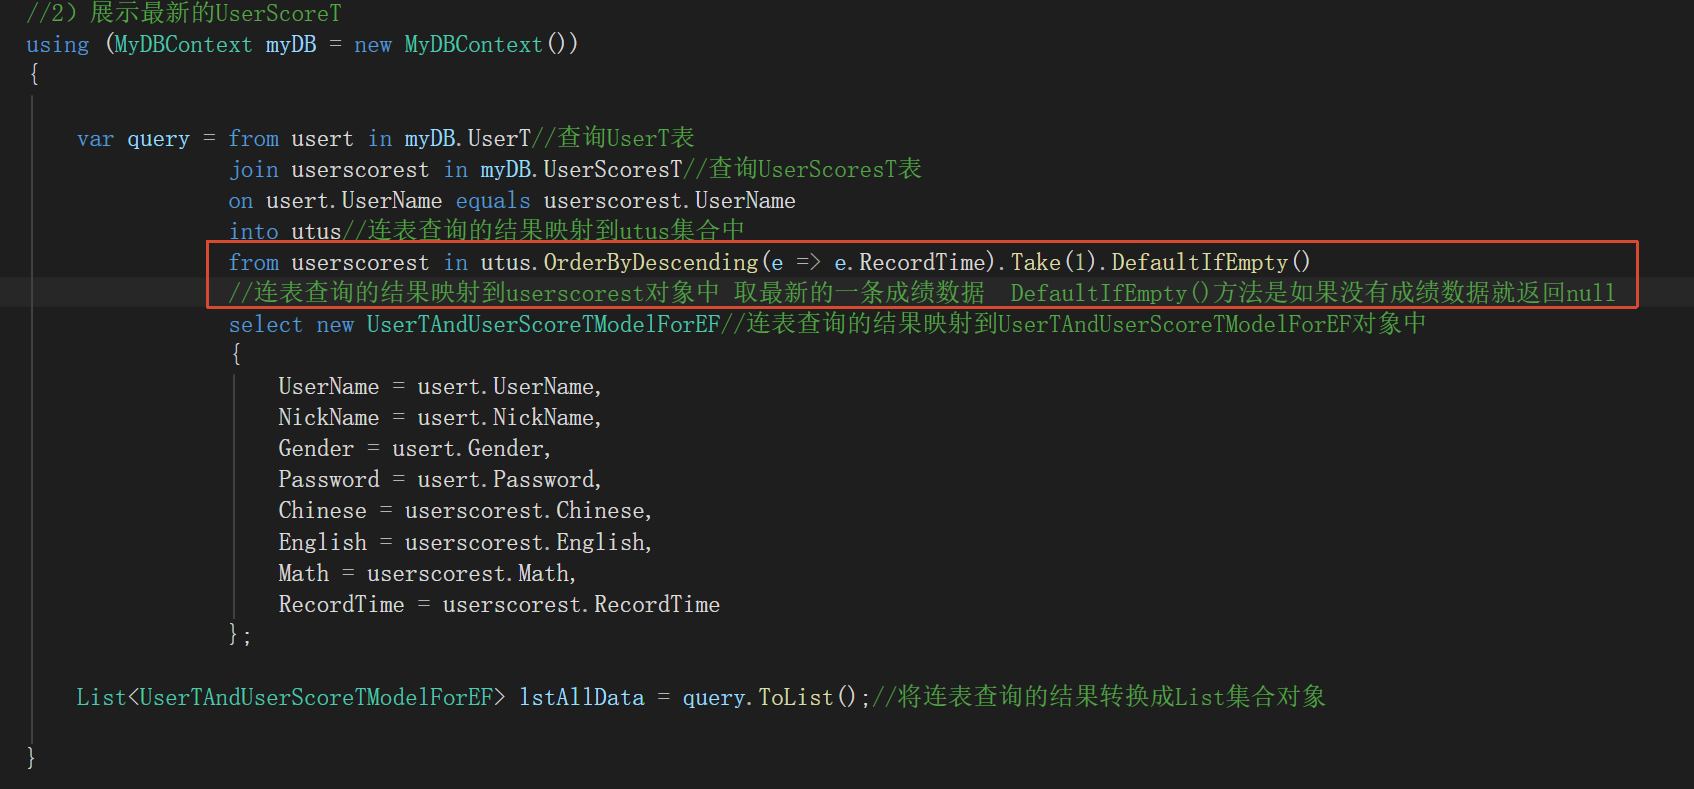 //2）展示最新的UserScoreT
using (MyDBContext myDB = new MyDBContext())
{
var query = from usert in myDB.UserT//查询UserT表
join userscorest in myDB.UserScoresT//查询UserScoresT表
on usert.UserName equals userscorest.UserName
into utus//连表查询的结果映射到utus集合中
from userscorest in utus.OrderByDescending(e => e.RecordTime).Take(1).DefaultIfEmpty()
//连表查询的结果映射到userscorest对象中 取最新的一条成绩数据  DefaultIfEmpty()方法是如果没有成绩数据就返回null
select new UserTAndUserScoreTModelForEF//连表查询的结果映射到UserTAndUserScoreTModelForEF对象中
{
UserName = usert.UserName,
NickName = usert.NickName,
Gender = usert.Gender,
Password = usert.Password,
Chinese = userscorest.Chinese,
English = userscorest.English,
Math = userscorest.Math,
RecordTime = userscorest.RecordTime
};
List<UserTAndUserScoreTModelForEF> lstAllData = query.ToList();//将连表查询的结果转换成List集合对象
}